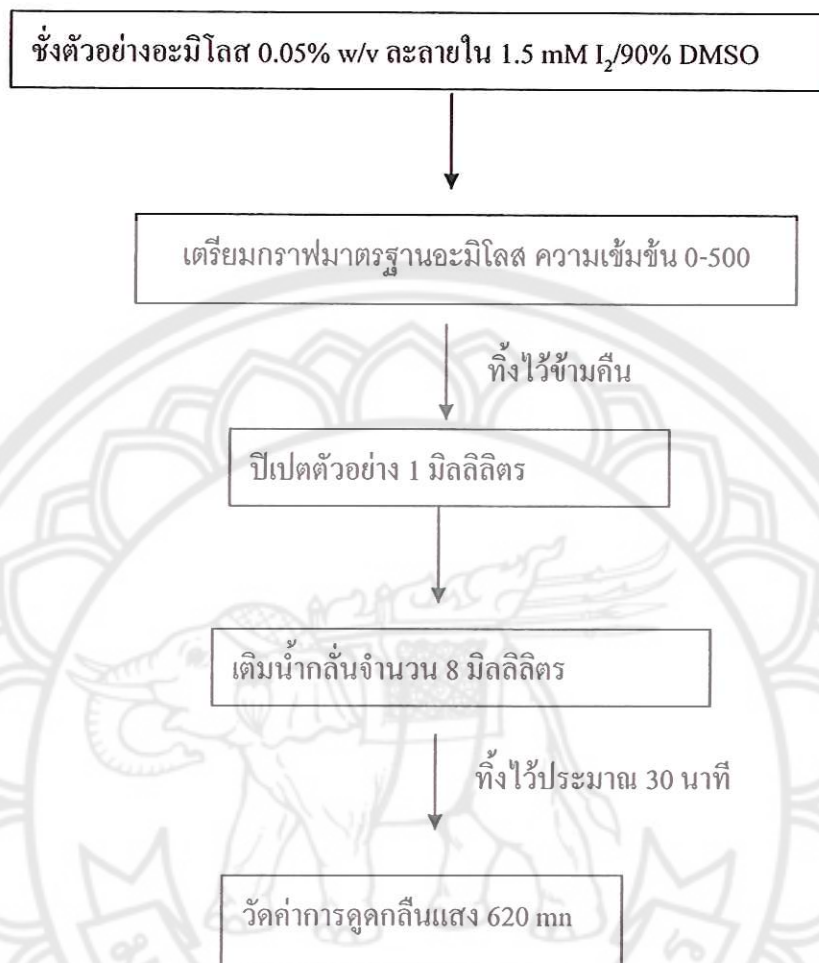 ชั่งตัวอย่างอะมิโลส 0.05% w/v ละลายใน 1.5 mM I₂/90% DMSO
เตรียมกราฟมาตรฐานอะมิโลส ความเข้มข้น 0-500
ทิ้งไว้ข้ามคืน
ปิเปตตัวอย่าง 1 มิลลิลิตร
เติมน้ำกลั่นจำนวน 8 มิลลิลิตร
ทิ้งไว้ประมาณ 30 นาที
วัดค่าการดูดกลืนแสง 620 mn